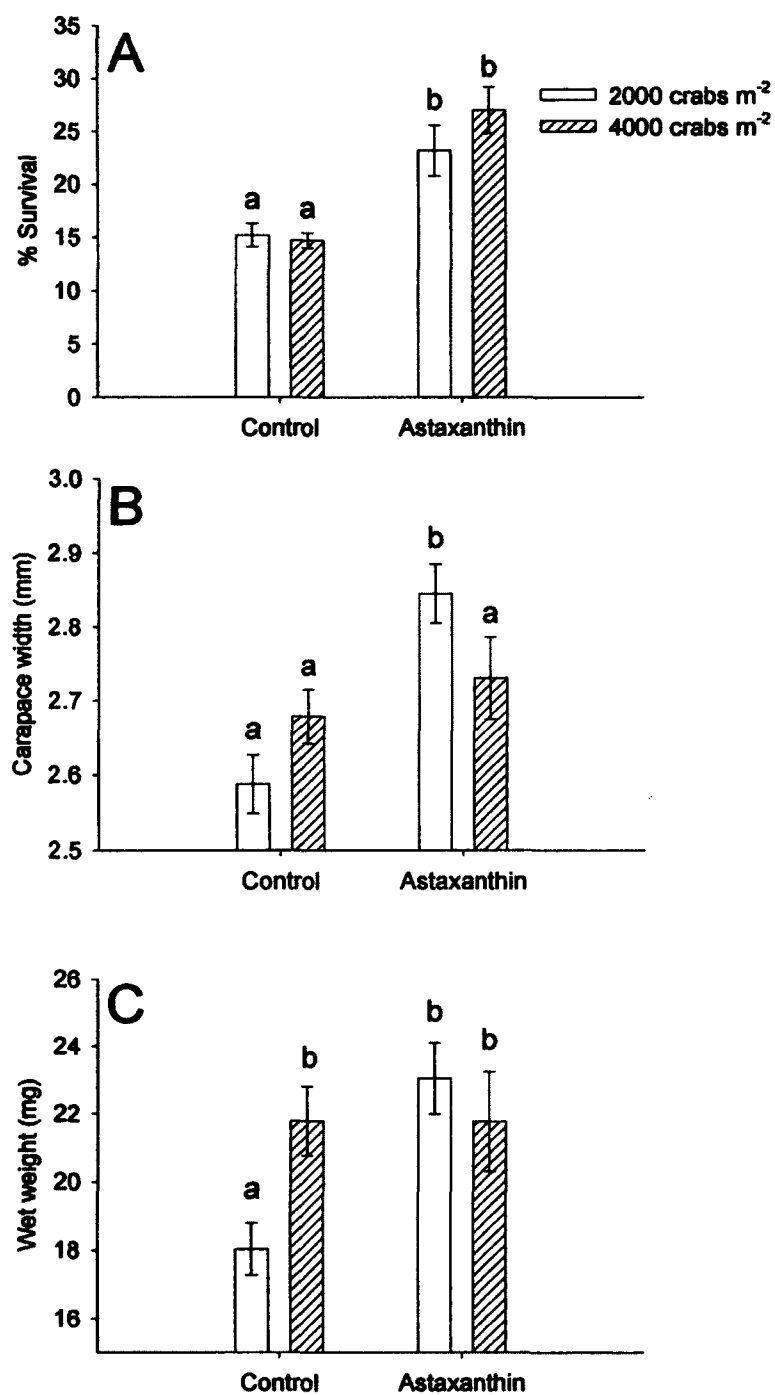 A
35
30
25
20
15
10
5
0
% Survival
a a b b
2000 crabs m⁻²
4000 crabs m⁻²
Control Astaxanthin
B
3.0
2.9
2.8
2.7
2.6
2.5
Carapace width (mm)
a a b a
Control Astaxanthin
C
26
24
22
20
18
16
Wet weight (mg)
a b b b
Control Astaxanthin